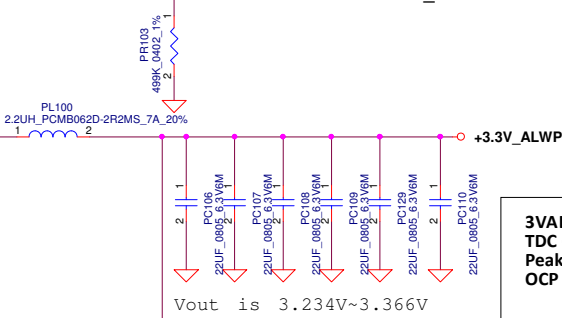 1
PR103
499K_0402_1%
2
PL100
2.2UH_PCMB062D-2R2MS_7A_20%
1 2
+3.3V_ALWP
1 1 1 1 1 1
2 2 2 2 2 2
PC106
22UF_0805_6.3V6M
PC107
22UF_0805_6.3V6M
PC108
22UF_0805_6.3V6M
PC109
22UF_0805_6.3V6M
PC129
22UF_0805_6.3V6M
PC110
22UF_0805_6.3V6M
TDC
Peak
OCP
Vout is 3.234V~3.366V